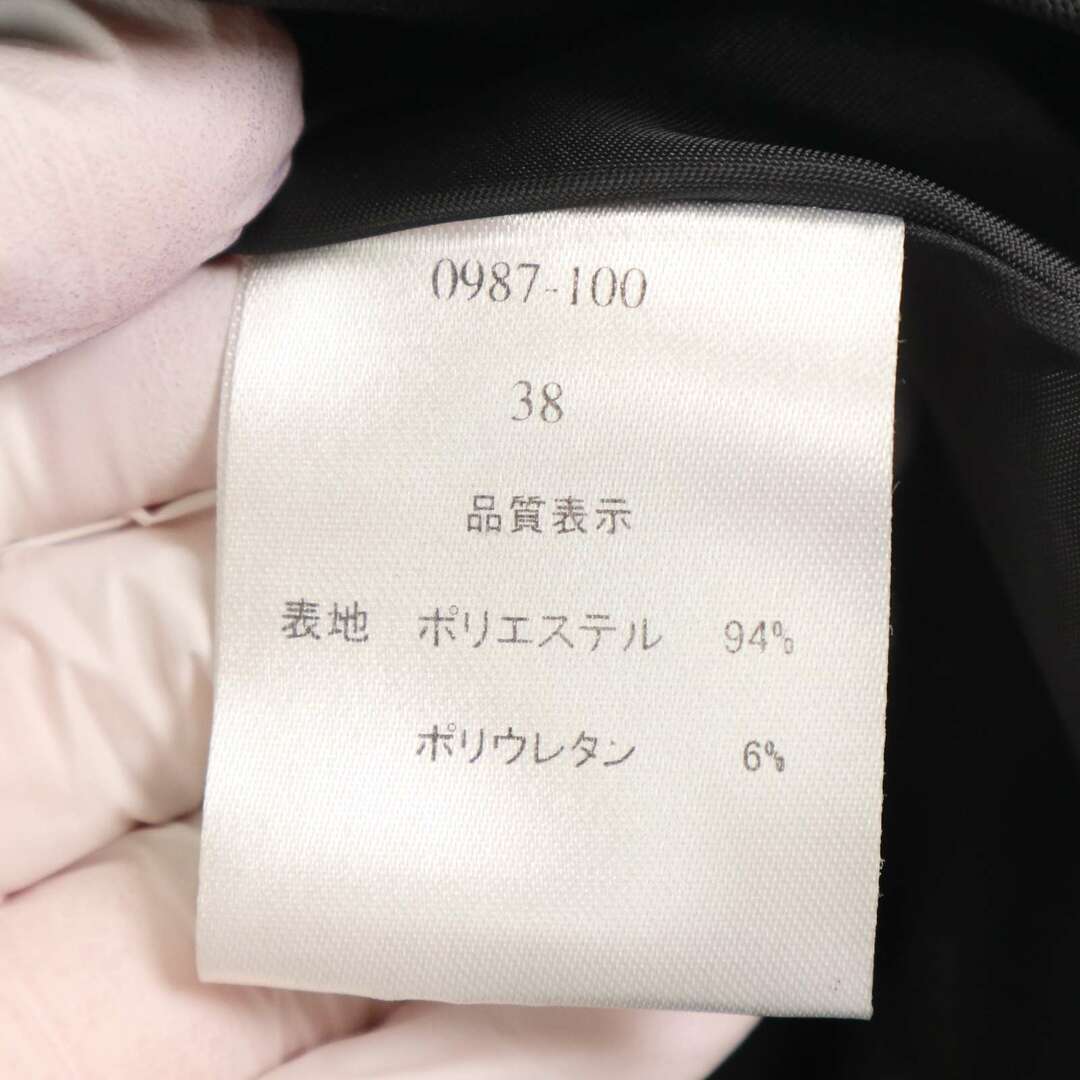 0987-100
38
品質表示
表地 ポリエステル 94%
ポリウレタン 6%